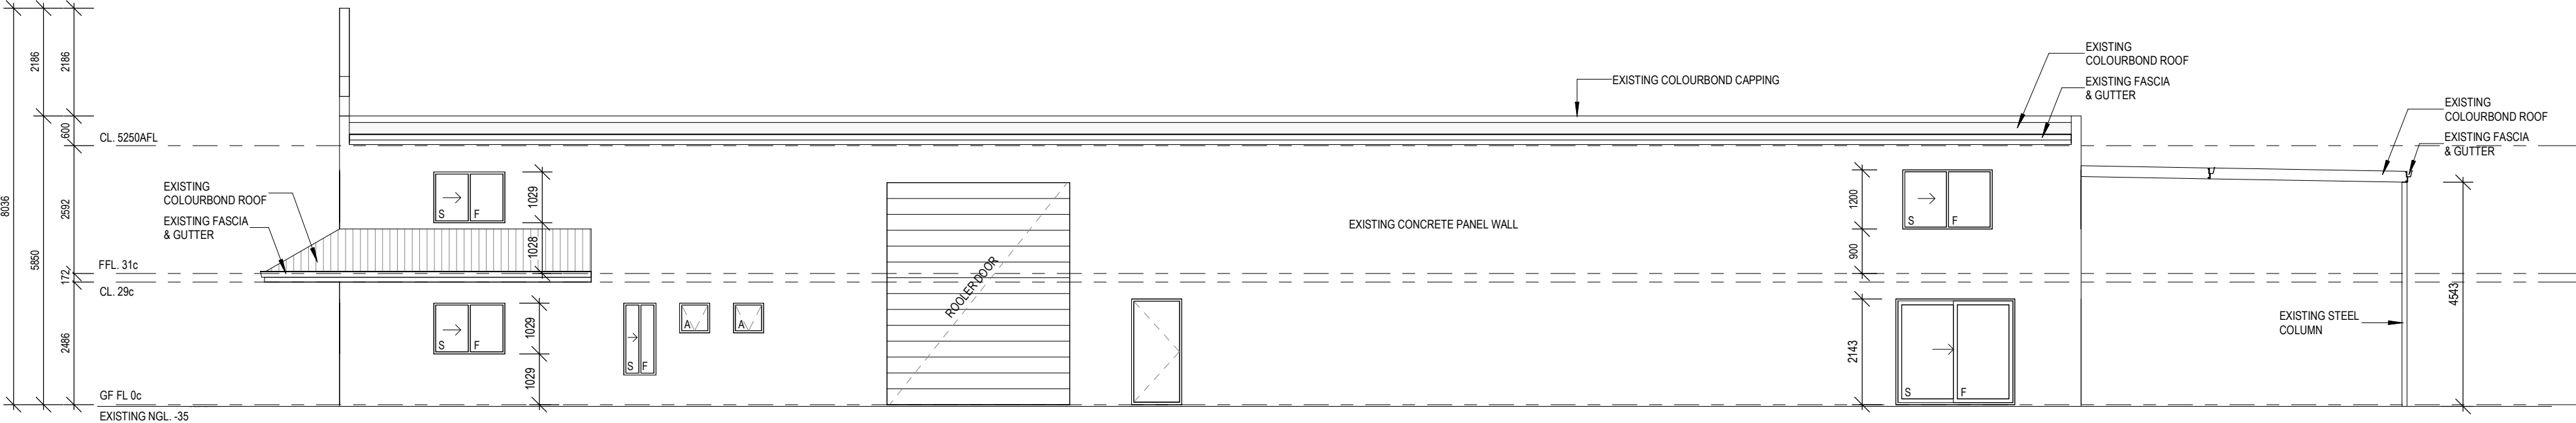 8036
2186
5850
2186
600
2592
172
2486
CL. 5250AFL
FFL. 31c
CL. 29c
GF FL 0c
EXISTING NGL. -35
EXISTING
COLOURBOND ROOF
EXISTING FASCIA
& GUTTER
S F
1029
1028
S F
1029
1029
S F
A
A
ROOLER DOOR
EXISTING COLOURBOND CAPPING
EXISTING CONCRETE PANEL WALL
1200
900
2143
S F
S F
EXISTING
COLOURBOND ROOF
EXISTING FASCIA
& GUTTER
EXISTING
COLOURBOND ROOF
EXISTING FASCIA
& GUTTER
EXISTING STEEL
COLUMN
4543